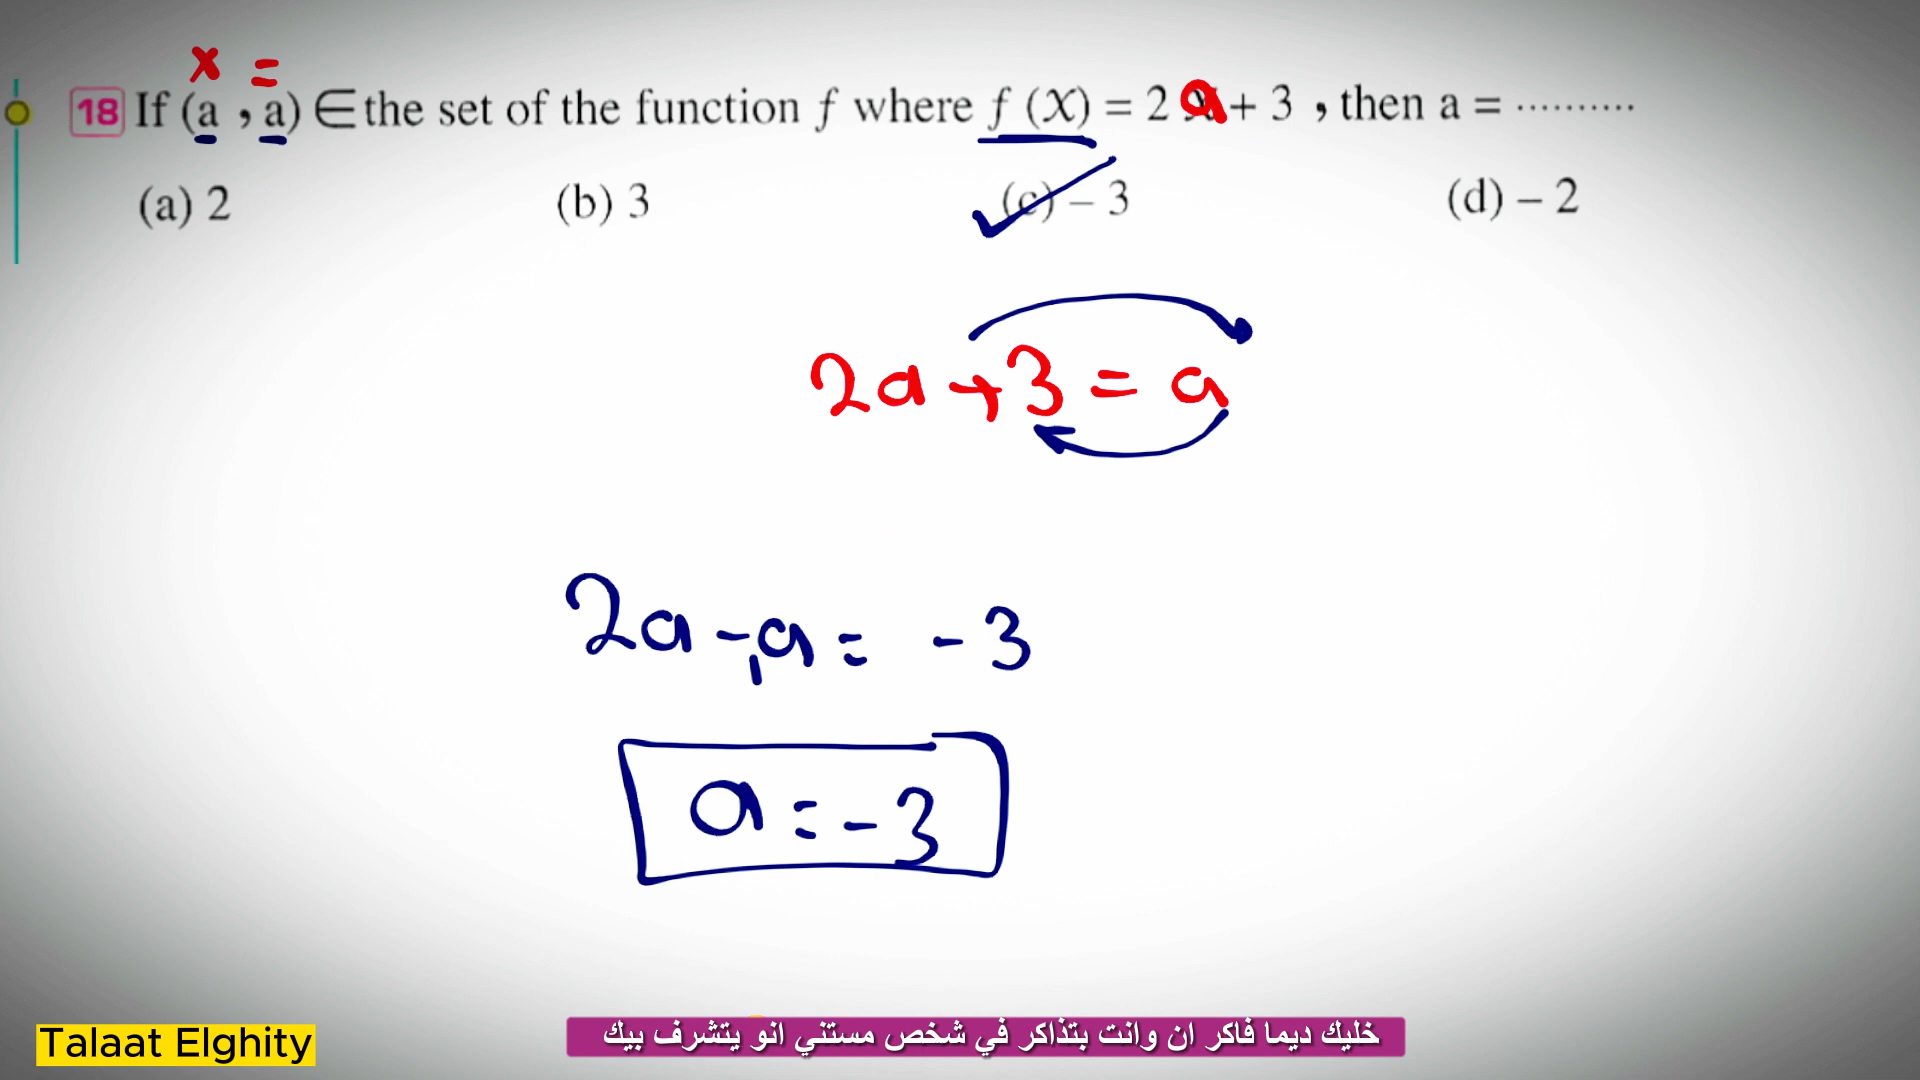 x =
18 If (a , a) ∈ the set of the function f where f (X) = 2 a + 3 , then a = ..........
(a) 2 (b) 3 (c) – 3 (d) – 2
2a + 3 = a
2a - a = - 3
a = - 3
Talaat Elghity
خليك ديما فاكر ان وانت بتذاكر في شخص مستني انو يتشرف بيك